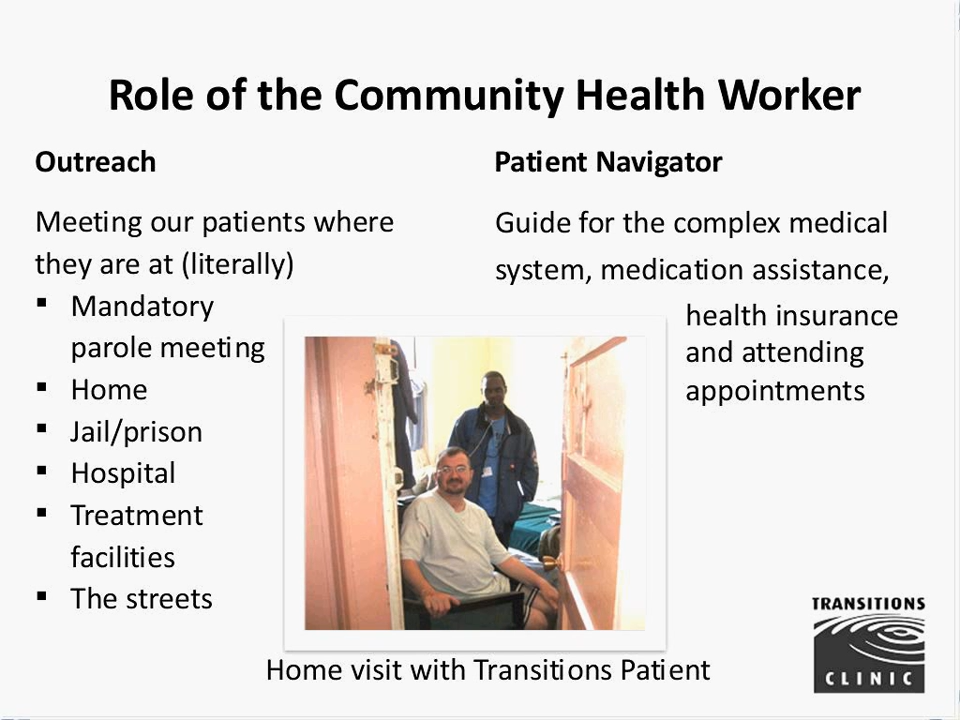 Role of the Community Health Worker
Outreach
Meeting our patients where
they are at (literally)
▪ Mandatory
parole meeting
▪ Home
▪ Jail/prison
▪ Hospital
▪ Treatment
facilities
▪ The streets
Patient Navigator
Guide for the complex medical
system, medication assistance,
health insurance
and attending
appointments
Home visit with Transitions Patient
TRANSITIONS
CLINIC